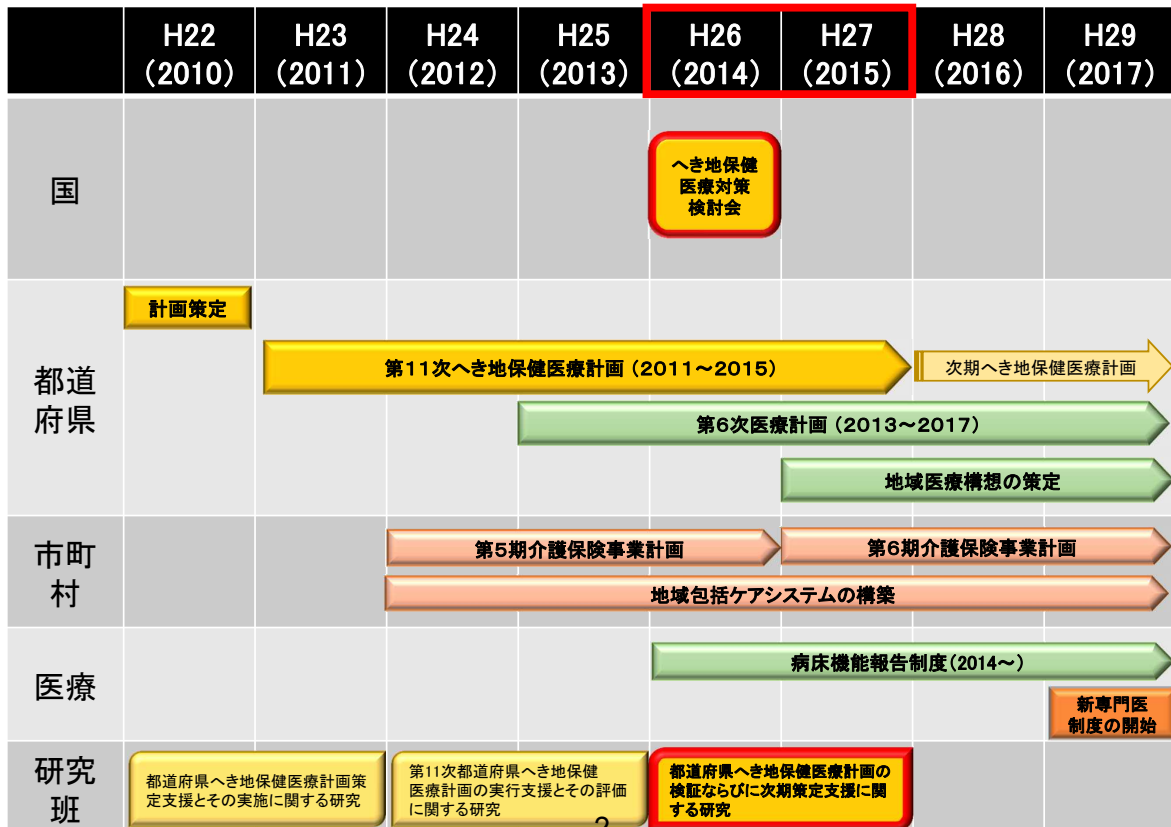 H22
(2010)
H23
(2011)
H24
(2012)
H25
(2013)
H26
(2014)
H27
(2015)
H28
(2016)
H29
(2017)
国
へき地保健
医療対策
検討会
都道
府県
計画策定
第11次へき地保健医療計画(2011～2015)
次期へき地保健医療計画
第6次医療計画(2013～2017)
地域医療構想の策定
市町
村
第5期介護保険事業計画
第6期介護保険事業計画
地域包括ケアシステムの構築
医療
病床機能報告制度(2014～)
新専門医
制度の開始
研究
班
都道府県へき地保健医療計画策
定支援とその実施に関する研究
第11次都道府県へき地保健
医療計画の実行支援とその評価
に関する研究
都道府県へき地保健医療計画の
検証ならびに次期策定支援に関
する研究